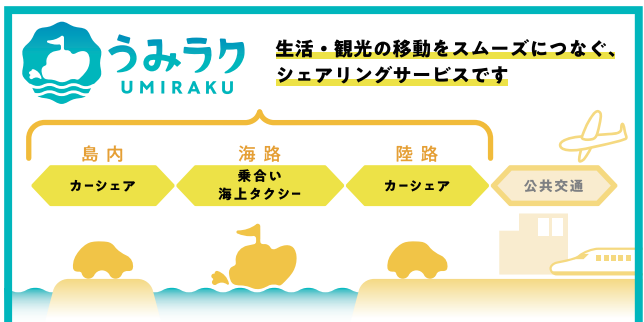 うみラク
UMIRAKU
生活・観光の移動をスムーズにつなぐ、
シェアリングサービスです
島内
海路
陸路
カーシェア
乗合い
海上タクシー
カーシェア
公共交通